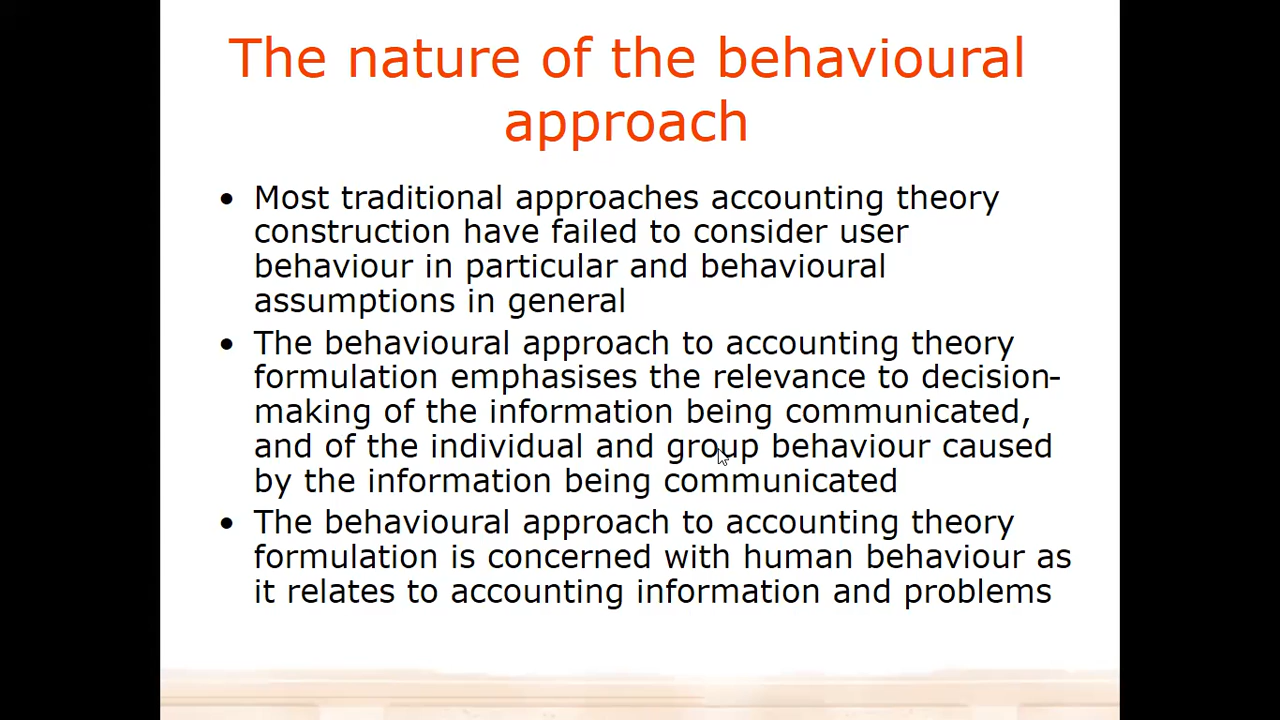 The nature of the behavioural
approach
• Most traditional approaches accounting theory
construction have failed to consider user
behaviour in particular and behavioural
assumptions in general
• The behavioural approach to accounting theory
formulation emphasises the relevance to decision-
making of the information being communicated,
and of the individual and group behaviour caused
by the information being communicated
• The behavioural approach to accounting theory
formulation is concerned with human behaviour as
it relates to accounting information and problems